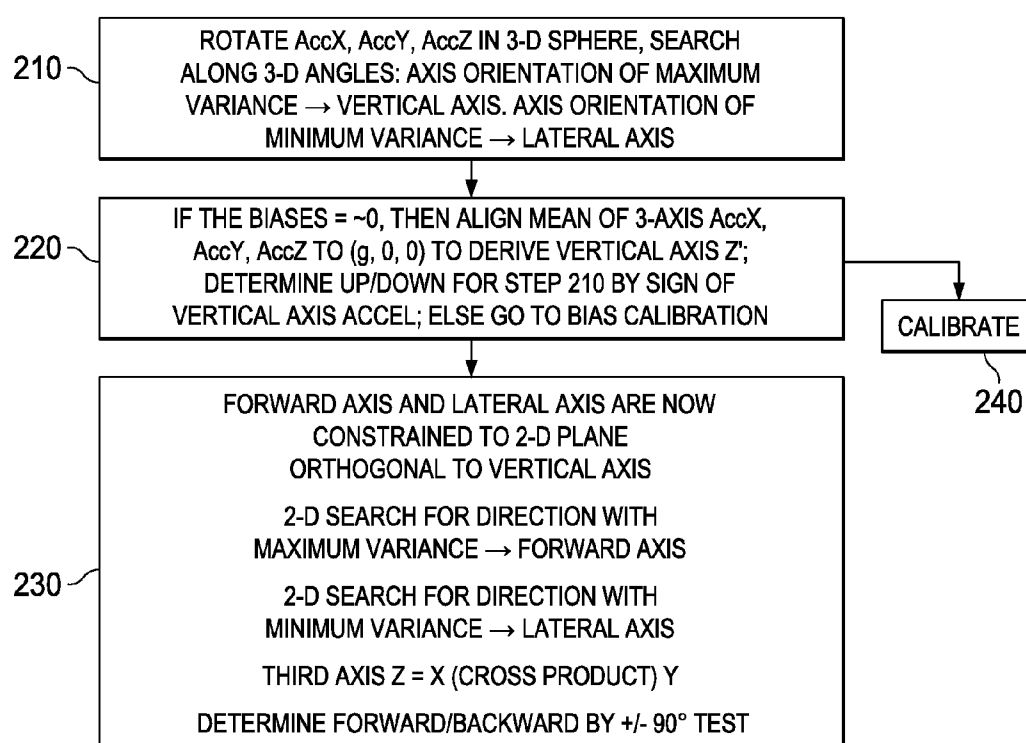 210
ROTATE AccX, AccY, AccZ IN 3-D SPHERE, SEARCH
ALONG 3-D ANGLES: AXIS ORIENTATION OF MAXIMUM
VARIANCE → VERTICAL AXIS. AXIS ORIENTATION OF
MINIMUM VARIANCE → LATERAL AXIS
220
IF THE BIASES = ~0, THEN ALIGN MEAN OF 3-AXIS AccX,
AccY, AccZ TO (g, 0, 0) TO DERIVE VERTICAL AXIS Z';
DETERMINE UP/DOWN FOR STEP 210 BY SIGN OF
VERTICAL AXIS ACCEL; ELSE GO TO BIAS CALIBRATION
CALIBRATE
240
230
FORWARD AXIS AND LATERAL AXIS ARE NOW
CONSTRAINED TO 2-D PLANE
ORTHOGONAL TO VERTICAL AXIS
2-D SEARCH FOR DIRECTION WITH
MAXIMUM VARIANCE → FORWARD AXIS
2-D SEARCH FOR DIRECTION WITH
MINIMUM VARIANCE → LATERAL AXIS
THIRD AXIS Z = X (CROSS PRODUCT) Y
DETERMINE FORWARD/BACKWARD BY +/- 90° TEST